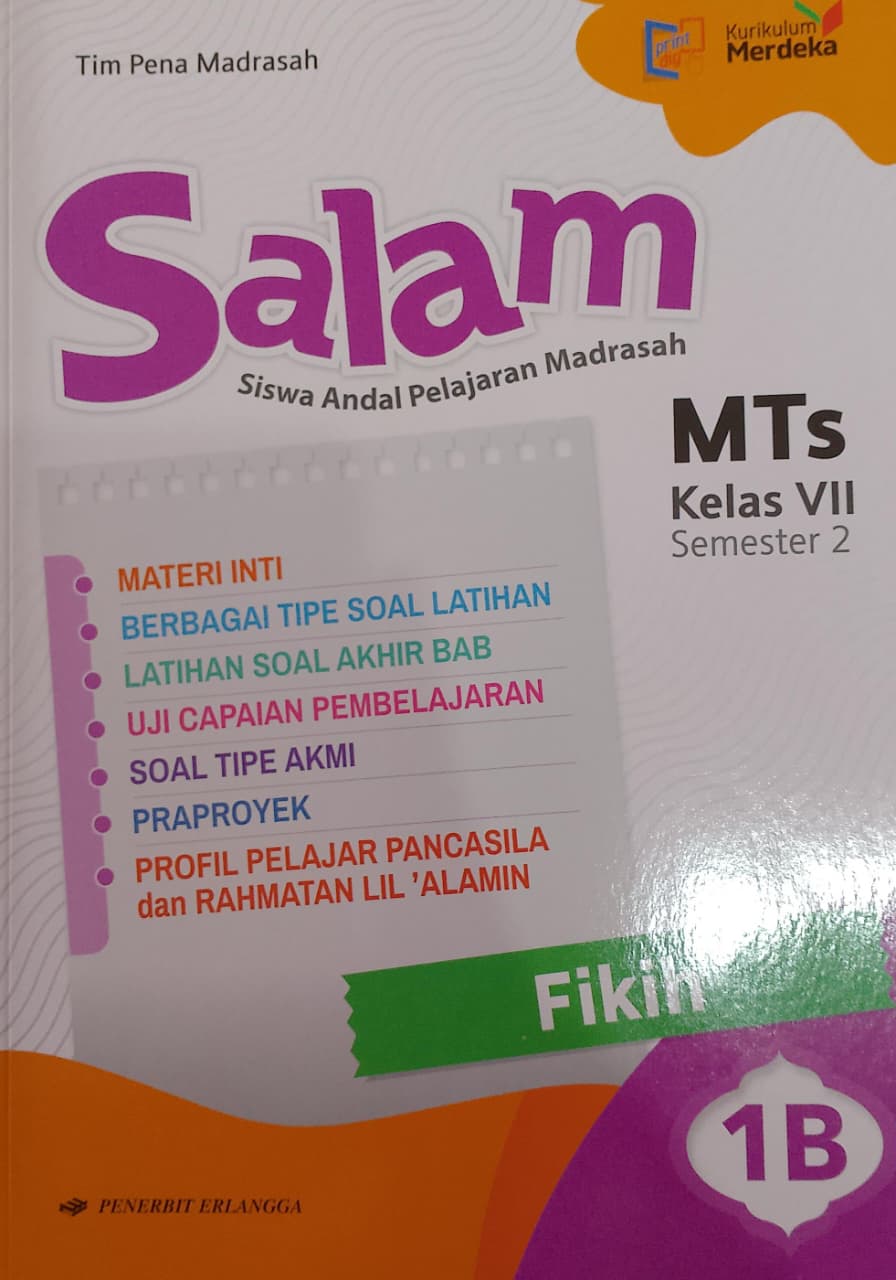 Tim Pena Madrasah
print
dig
Kurikulum
Merdeka
Salam
Siswa Andal Pelajaran Madrasah
MTs
Kelas VII
Semester 2
MATERI INTI
BERBAGAI TIPE SOAL LATIHAN
LATIHAN SOAL AKHIR BAB
UJI CAPAIAN PEMBELAJARAN
SOAL TIPE AKMI
PRAPROYEK
PROFIL PELAJAR PANCASILA
dan RAHMATAN LIL ’ALAMIN
Fikih
1B
PENERBIT ERLANGGA